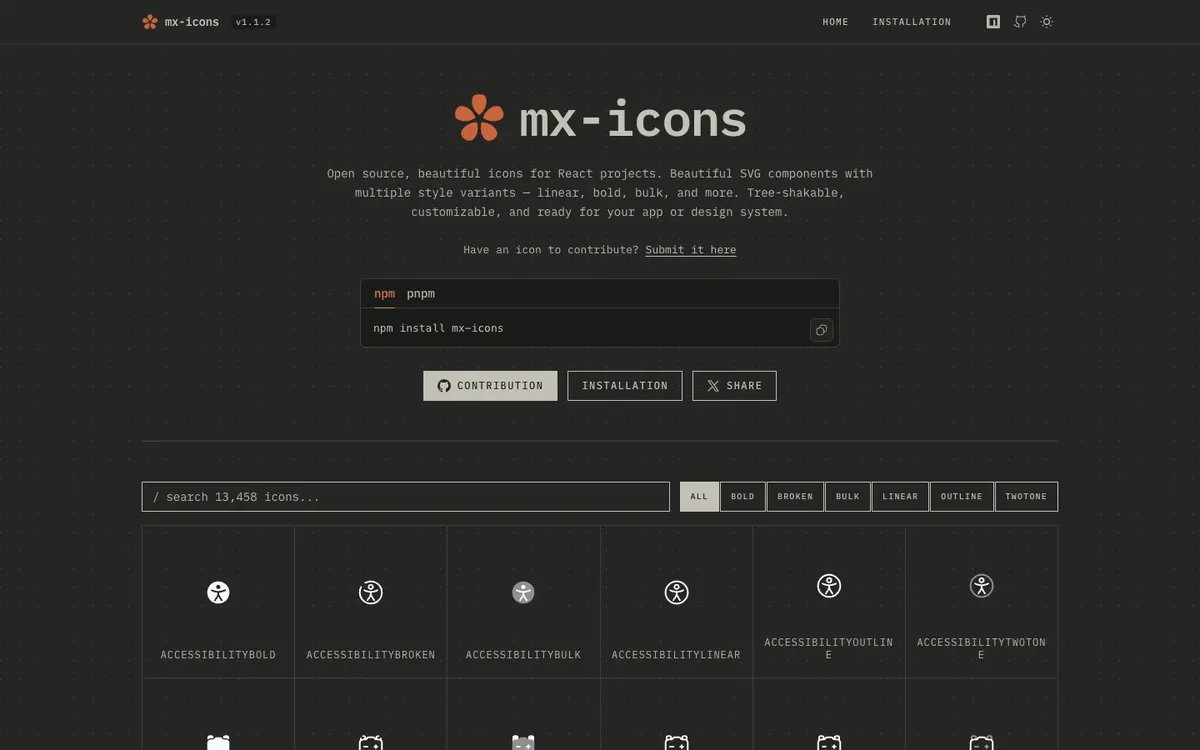 mx-icons v1.1.2 HOME INSTALLATION
mx-icons
Open source, beautiful icons for React projects. Beautiful SVG components with
multiple style variants — linear, bold, bulk, and more. Tree-shakable,
customizable, and ready for your app or design system.
Have an icon to contribute? Submit it here
npm pnpm
npm install mx-icons
CONTRIBUTION INSTALLATION SHARE
/ search 13,458 icons... ALL BOLD BROKEN BULK LINEAR OUTLINE TWOTONE
ACCESSIBILITYBOLD ACCESSIBILITYBROKEN ACCESSIBILITYBULK ACCESSIBILITYLINEAR ACCESSIBILITYOUTLIN ACCESSIBILITYTWOTON
E E